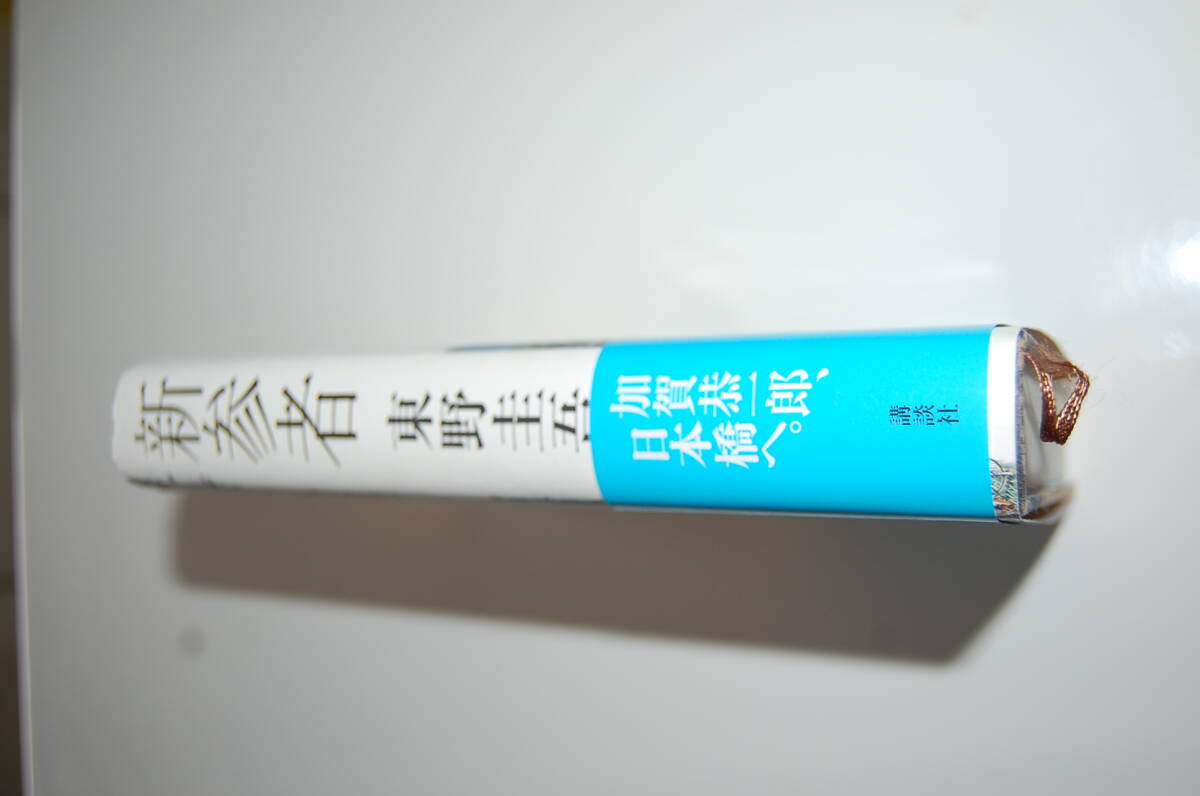 新参者
東野圭吾
加賀恭一郎、
日本橋へ。
講談社